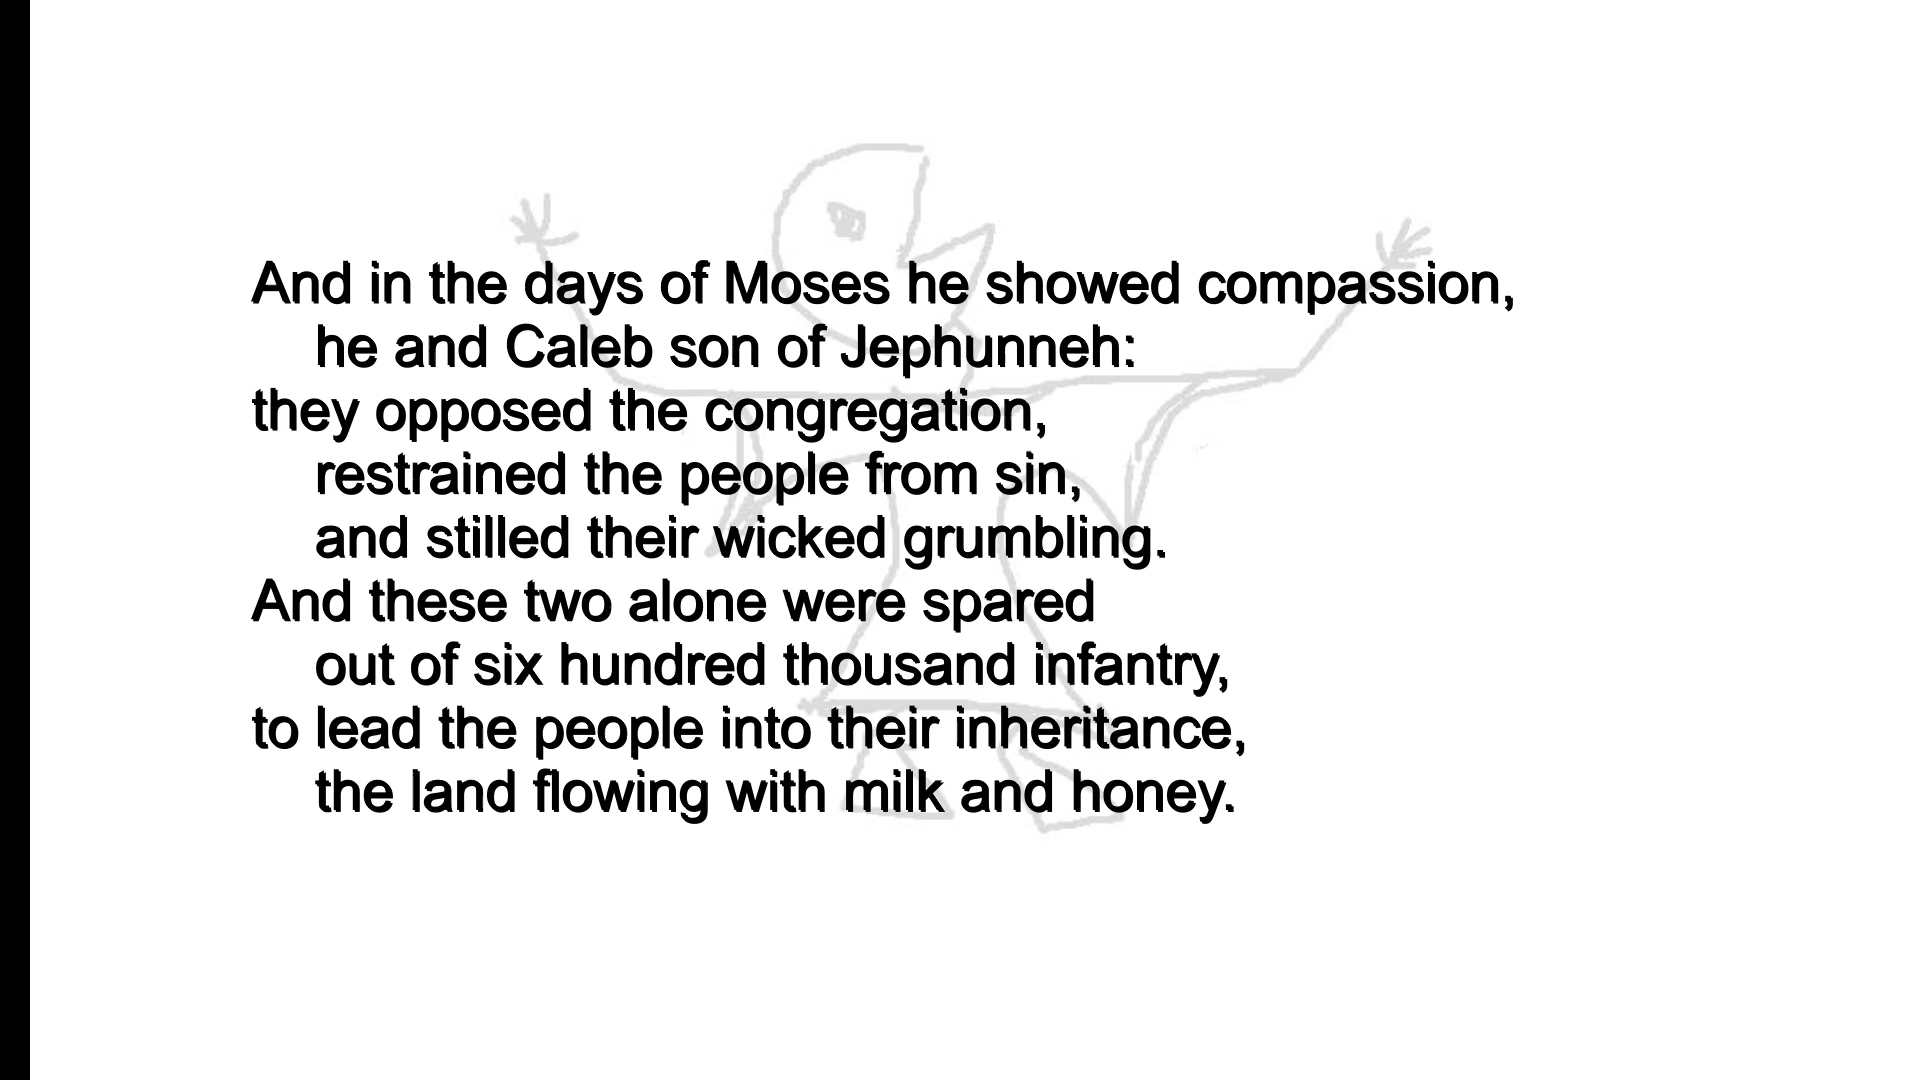 And in the days of Moses he showed compassion,
he and Caleb son of Jephunneh:
they opposed the congregation,
restrained the people from sin,
and stilled their wicked grumbling.
And these two alone were spared
out of six hundred thousand infantry,
to lead the people into their inheritance,
the land flowing with milk and honey.